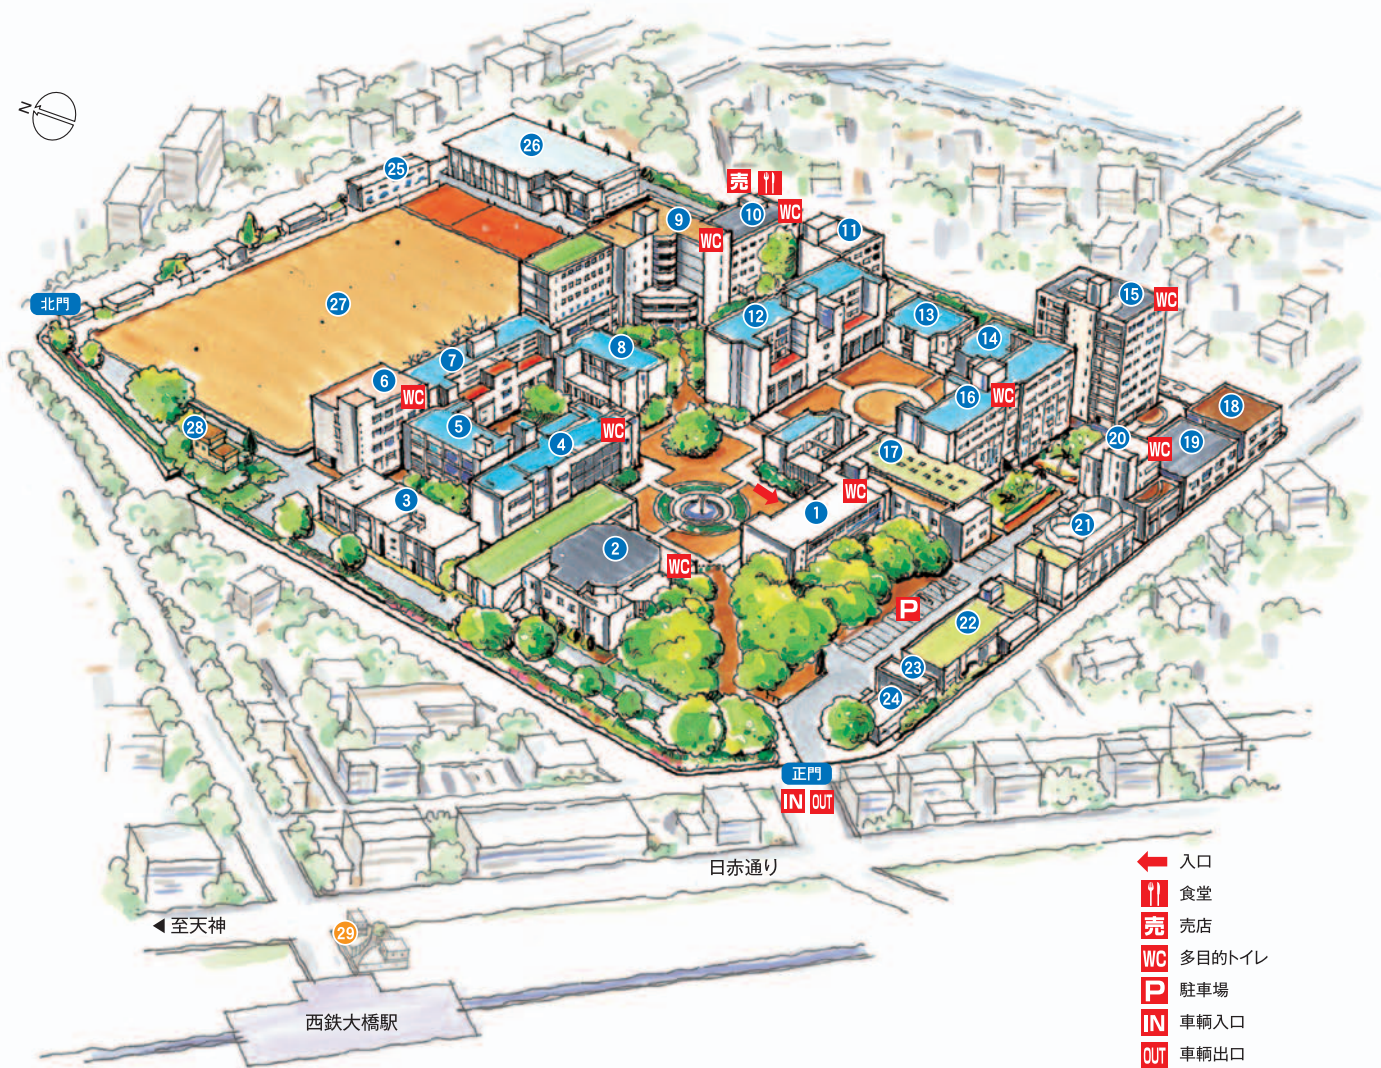 N
26
25
売
9
10
WC
WC
11
北門
27
15
WC
12
13
8
7
14
6
WC
16
WC
18
5
28
4
WC
20
WC
19
17
3
WC
1
21
2
WC
P
22
23
24
正門
IN OUT
日赤通り
◀ 至天神
29
西鉄大橋駅
入口
食堂
売 売店
WC 多目的トイレ
P 駐車場
IN 車輌入口
OUT 車輌出口